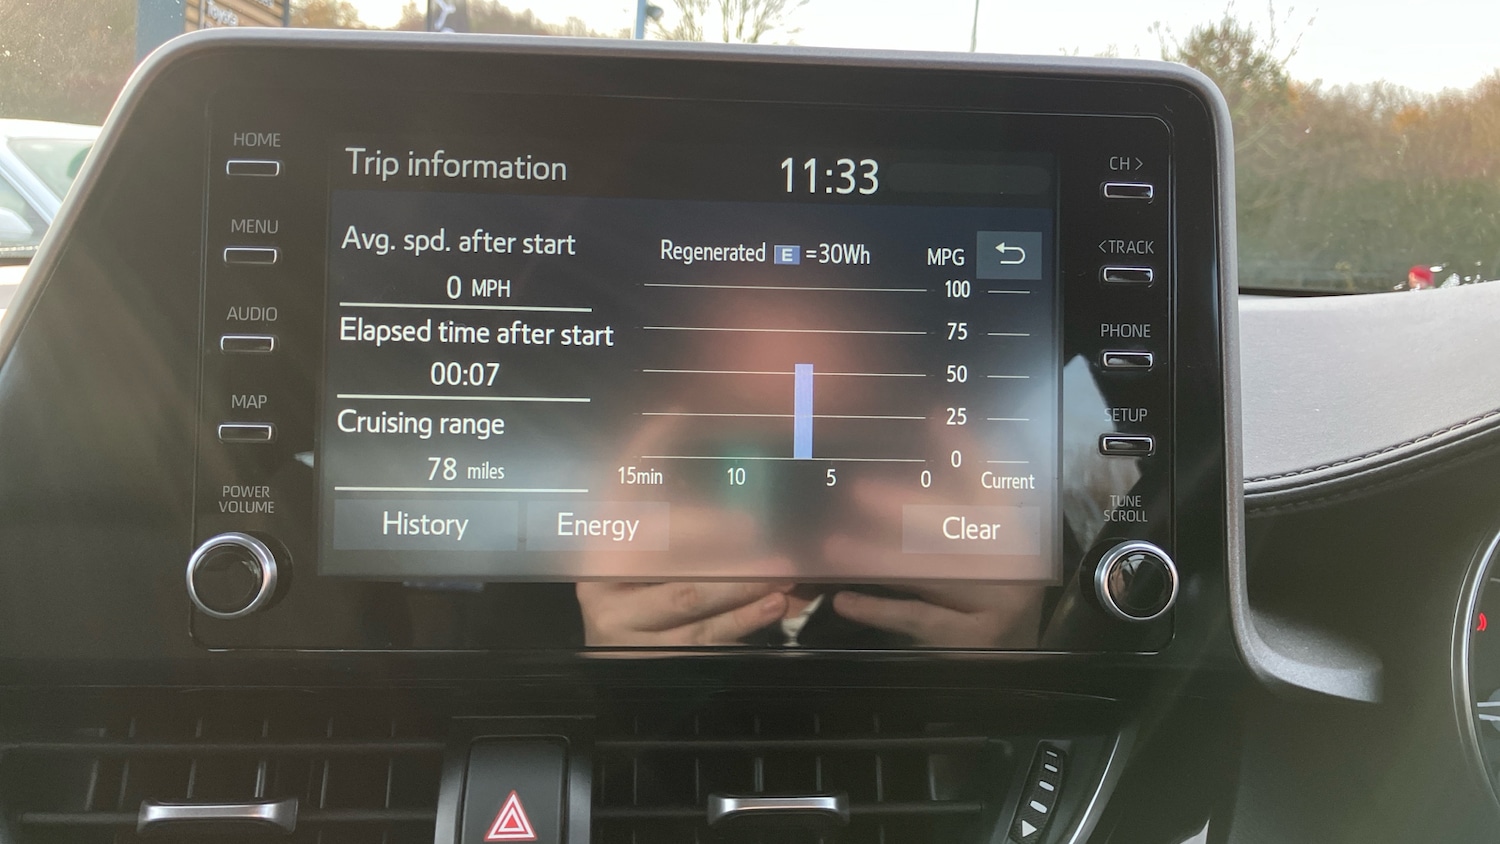 Toyota
HOME
MENU
AUDIO
MAP
POWER
VOLUME
Trip information
11:33
Avg. spd. after start
0 MPH
Elapsed time after start
00:07
Cruising range
78 miles
Regenerated E =30Wh
MPG
100
75
50
25
0
15min 10 5 0 Current
History
Energy
Clear
CH >
<TRACK
PHONE
SETUP
TUNE
SCROLL